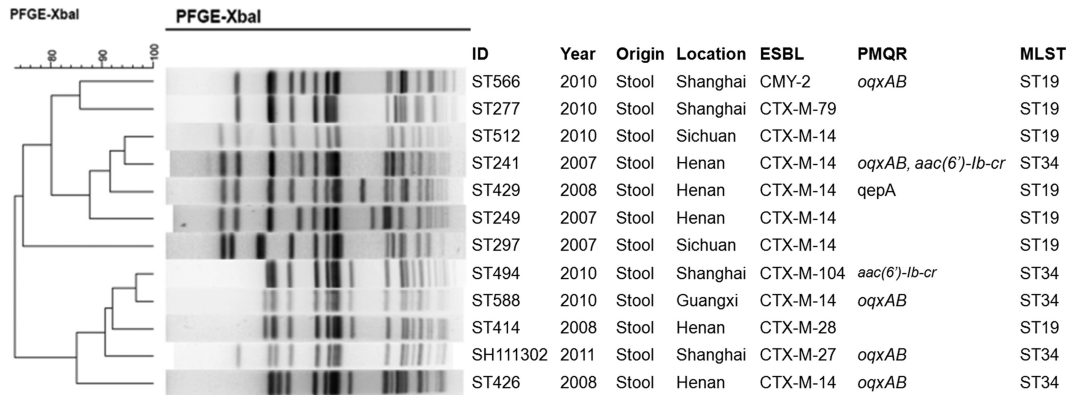 PFGE-XbaI PFGE-XbaI
80 90 100
ID Year Origin Location ESBL PMQR MLST
ST566 2010 Stool Shanghai CMY-2 oqxAB ST19
ST277 2010 Stool Shanghai CTX-M-79 ST19
ST512 2010 Stool Sichuan CTX-M-14 ST19
ST241 2007 Stool Henan CTX-M-14 oqxAB, aac(6')-Ib-cr ST34
ST429 2008 Stool Henan CTX-M-14 qepA ST19
ST249 2007 Stool Henan CTX-M-14 ST19
ST297 2007 Stool Sichuan CTX-M-14 ST19
ST494 2010 Stool Shanghai CTX-M-104 aac(6')-Ib-cr ST34
ST588 2010 Stool Guangxi CTX-M-14 oqxAB ST34
ST414 2008 Stool Henan CTX-M-28 ST19
SH111302 2011 Stool Shanghai CTX-M-27 oqxAB ST34
ST426 2008 Stool Henan CTX-M-14 oqxAB ST34